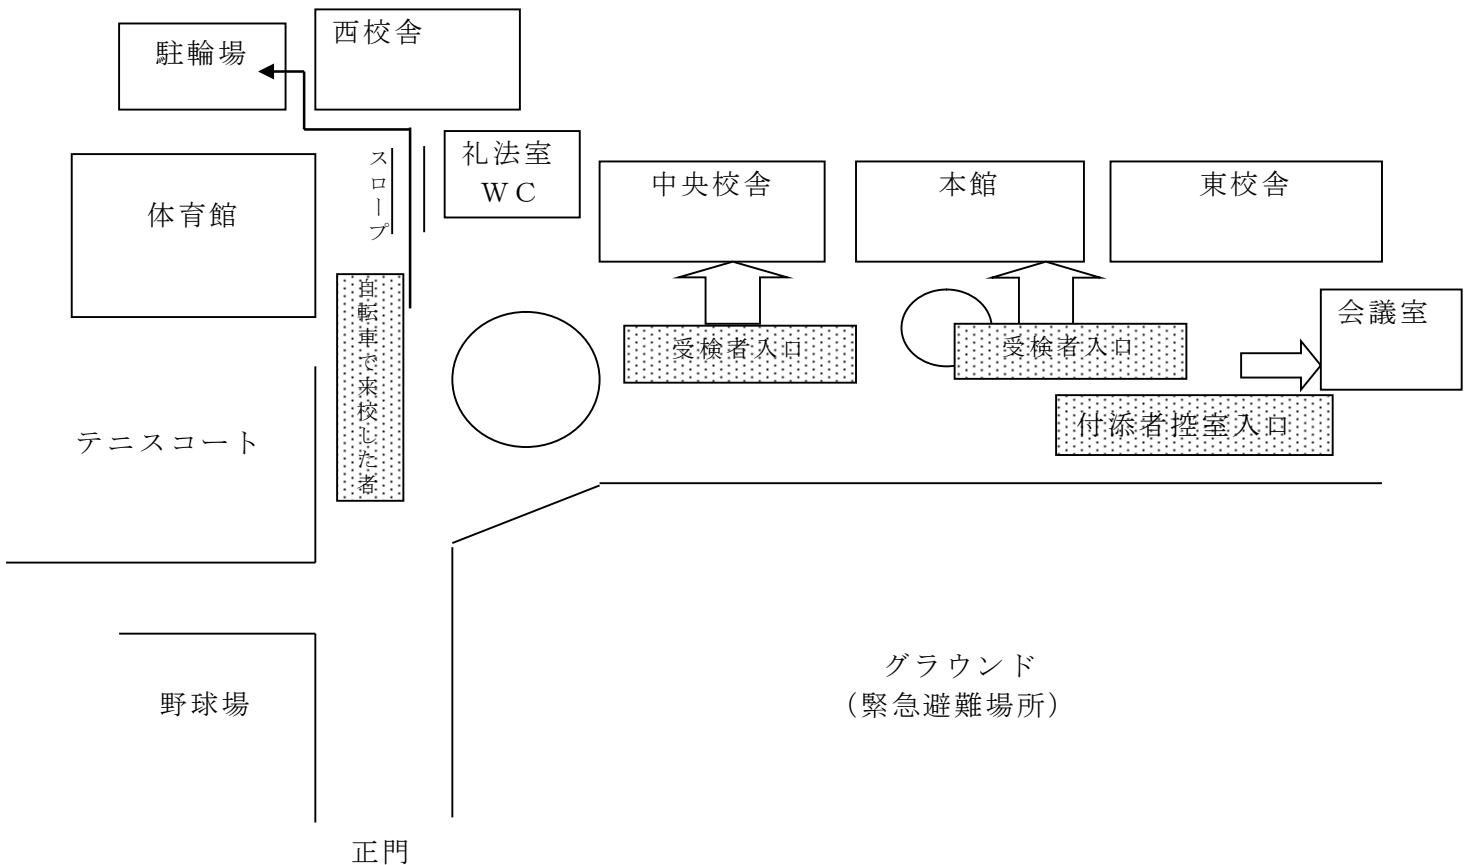 西校舎
駐輪場
礼法室
ＷＣ
スロープ
中央校舎
本館
東校舎
体育館
自転車で来校した者
会議室
受検者入口
受検者入口
付添者控室入口
テニスコート
グラウンド
（緊急避難場所）
野球場
正門